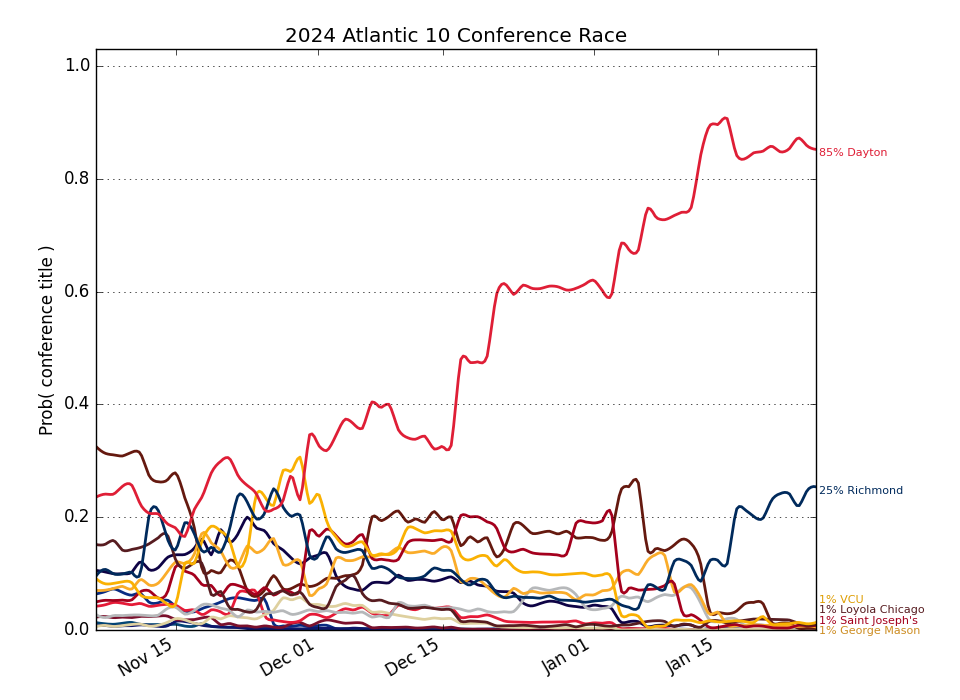 2024 Atlantic 10 Conference Race
Prob( conference title )
1.0
0.8
0.6
0.4
0.2
0.0
85% Dayton
25% Richmond
1% VCU
1% Loyola Chicago
1% Saint Joseph's
1% George Mason
Nov 15
Dec 01
Dec 15
Jan 01
Jan 15